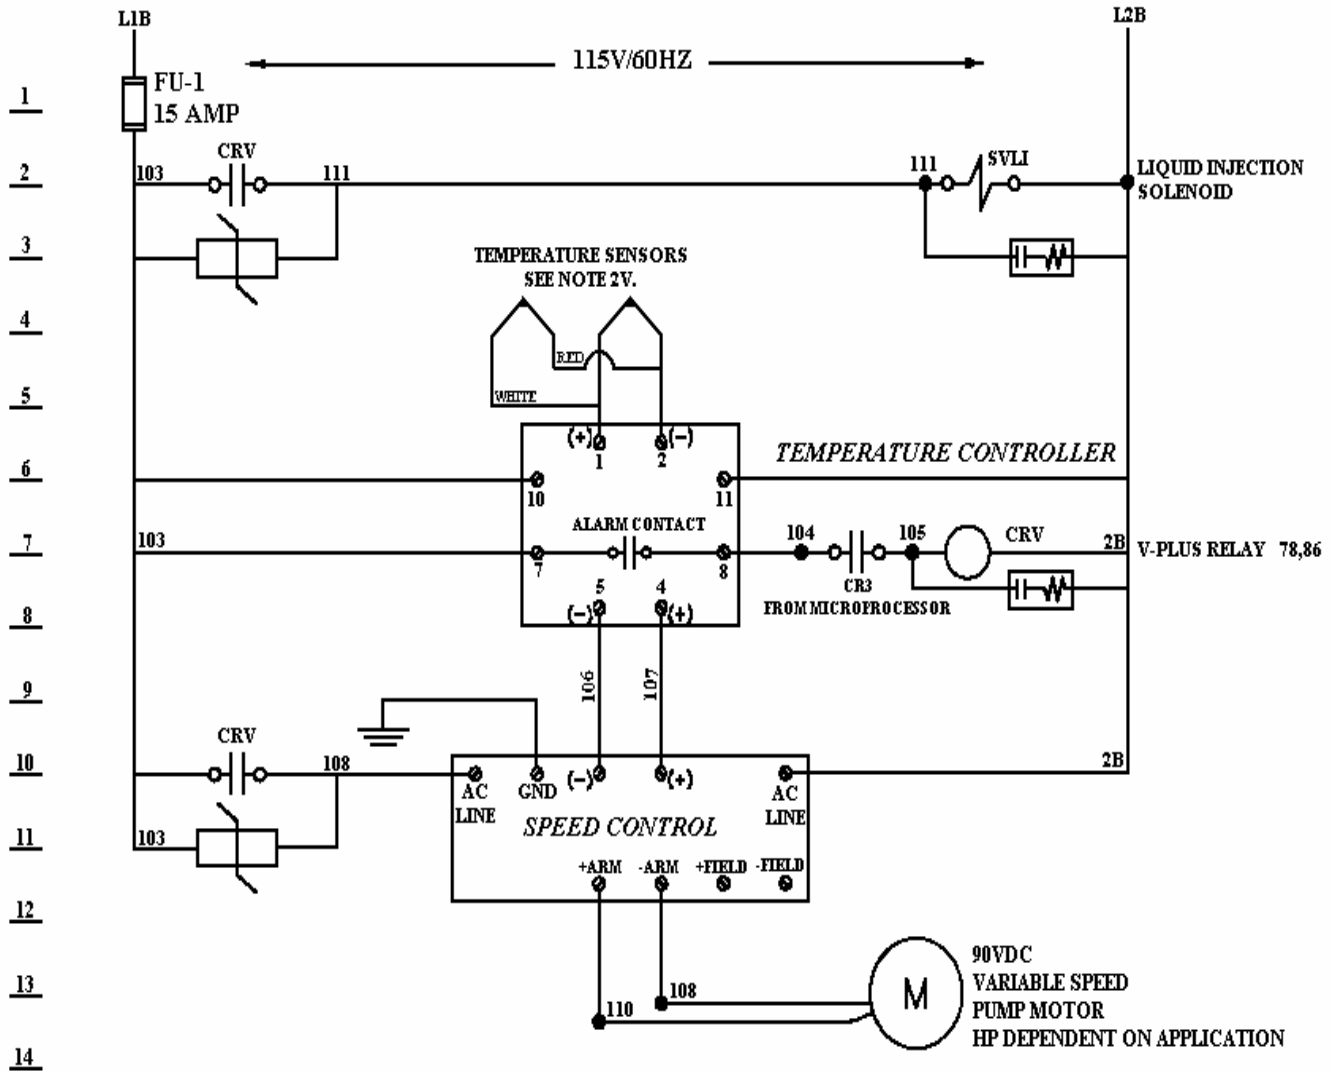 L1B
L2B
115V/60HZ
FU-1
15 AMP
1
CRV
2
103
111
111
SVLI
LIQUID INJECTION
SOLENOID
3
TEMPERATURE SENSORS
SEE NOTE 2V.
4
RED
WHITE
5
(+)
(-)
1
2
TEMPERATURE CONTROLLER
6
10
11
ALARM CONTACT
7
103
7
8
104
105
CRV
2B
V-PLUS RELAY 78,86
CR3
FROM MICROPROCESSOR
5
4
(-)
(+)
8
9
106
107
CRV
10
108
2B
AC
LINE
GND
(-)
(+)
AC
LINE
SPEED CONTROL
11
103
+ARM
-ARM
+FIELD
-FIELD
12
13
108
110
M
90VDC
VARIABLE SPEED
PUMP MOTOR
HP DEPENDENT ON APPLICATION
14